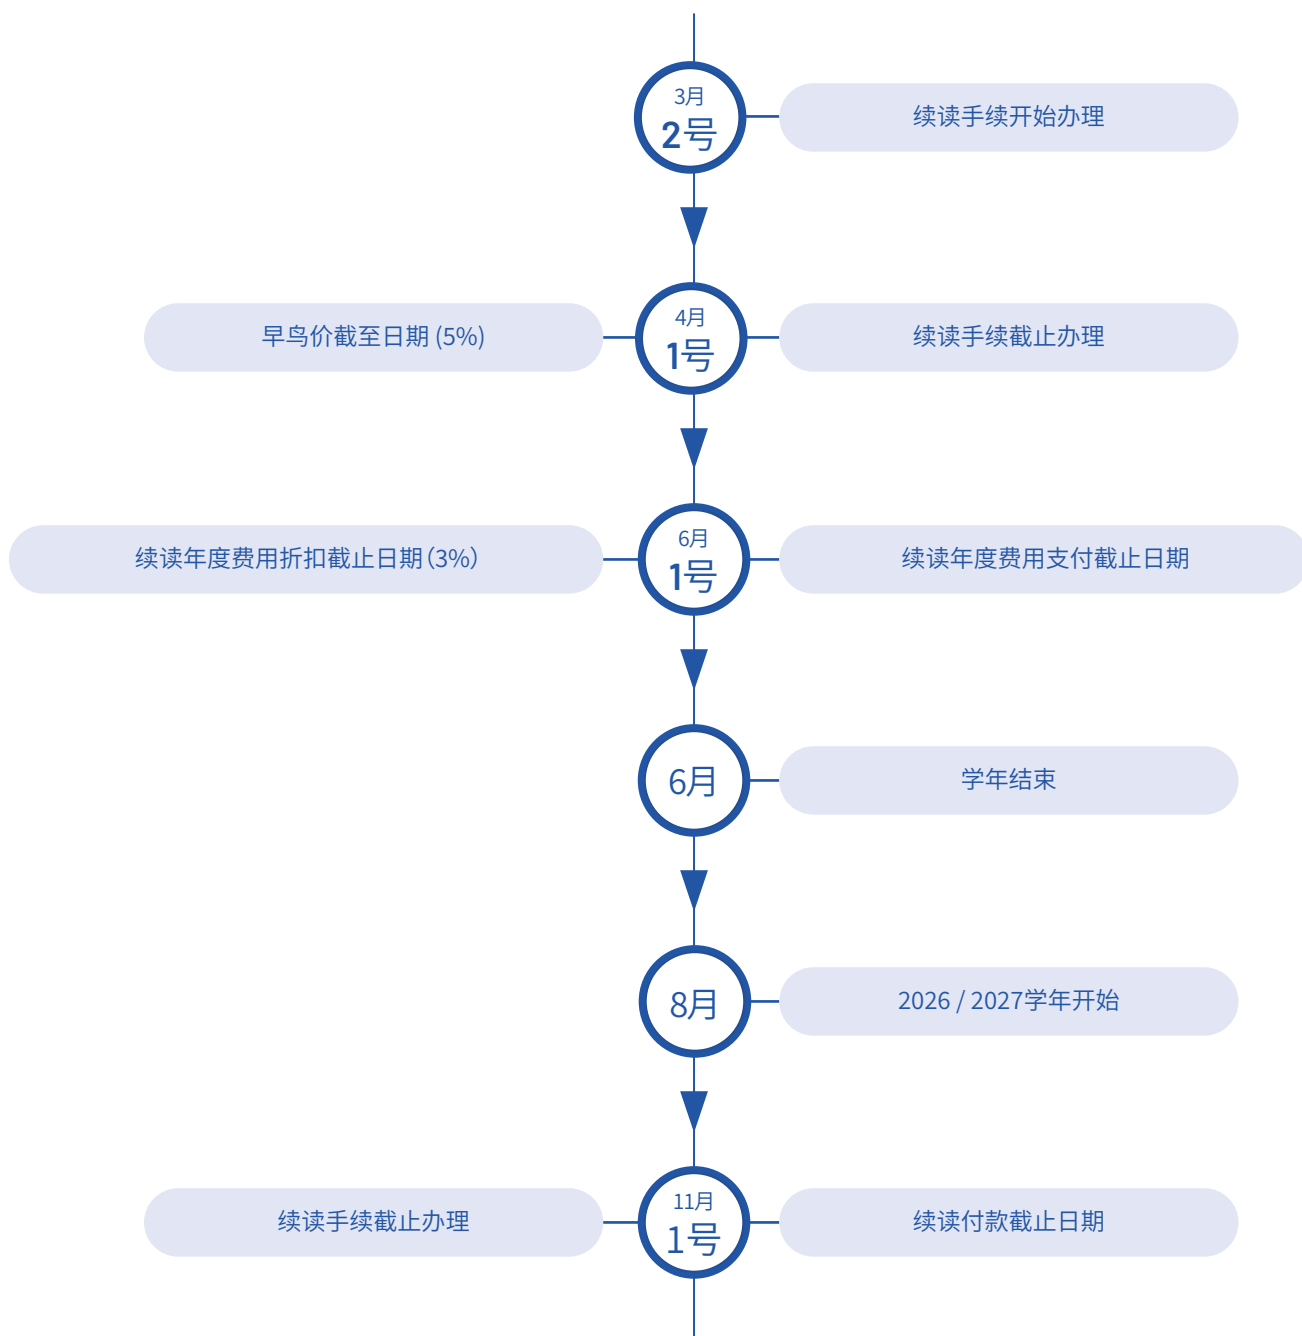 3月
2号
续读手续开始办理
早鸟价截至日期 (5%)
4月
1号
续读手续截止办理
续读年度费用折扣截止日期（3%）
6月
1号
续读年度费用支付截止日期
6月
学年结束
8月
2026 / 2027学年开始
续读手续截止办理
11月
1号
续读付款截止日期